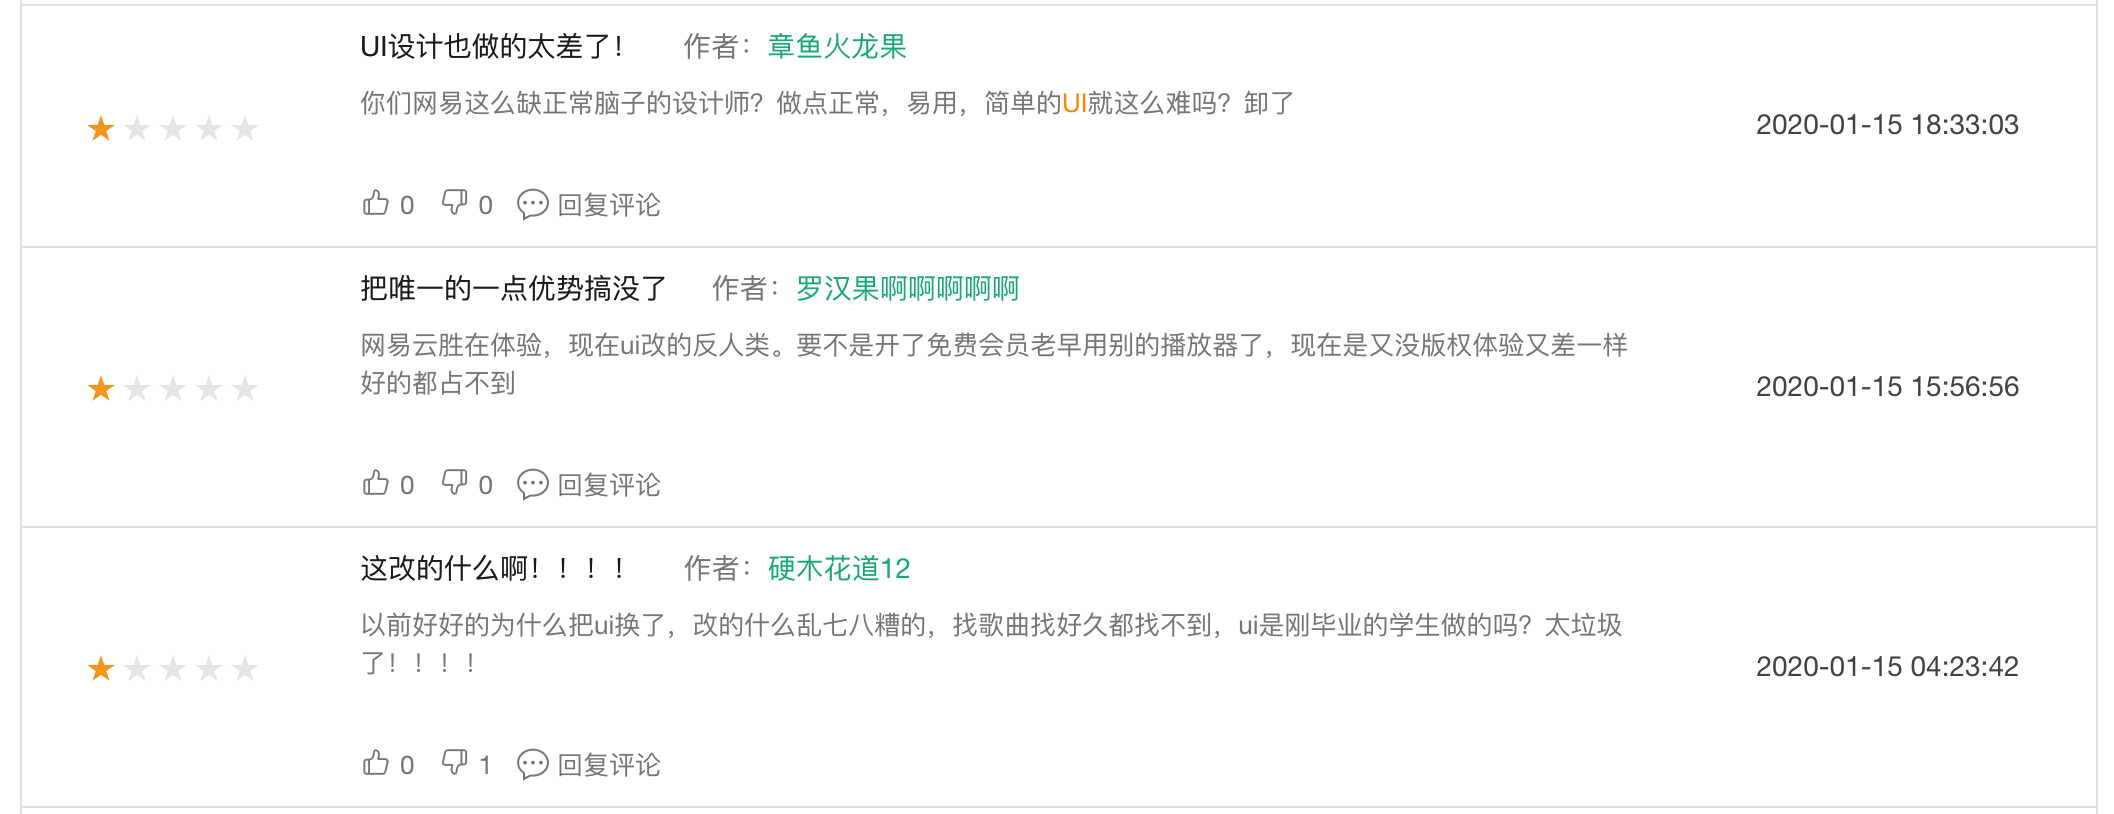 UI设计也做的太差了！ 作者：章鱼火龙果
你们网易这么缺正常脑子的设计师？做点正常，易用，简单的UI就这么难吗？卸了
2020-01-15 18:33:03
0 0 回复评论
把唯一的一点优势搞没了 作者：罗汉果啊啊啊啊啊
网易云胜在体验，现在ui改的反人类。要不是开了免费会员老早用别的播放器了，现在是又没版权体验又差一样
好的都占不到
2020-01-15 15:56:56
0 0 回复评论
这改的什么啊！！！！ 作者：硬木花道12
以前好好的为什么把ui换了，改的什么乱七八糟的，找歌曲找好久都找不到，ui是刚毕业的学生做的吗？太垃圾
了！！！！
2020-01-15 04:23:42
0 1 回复评论